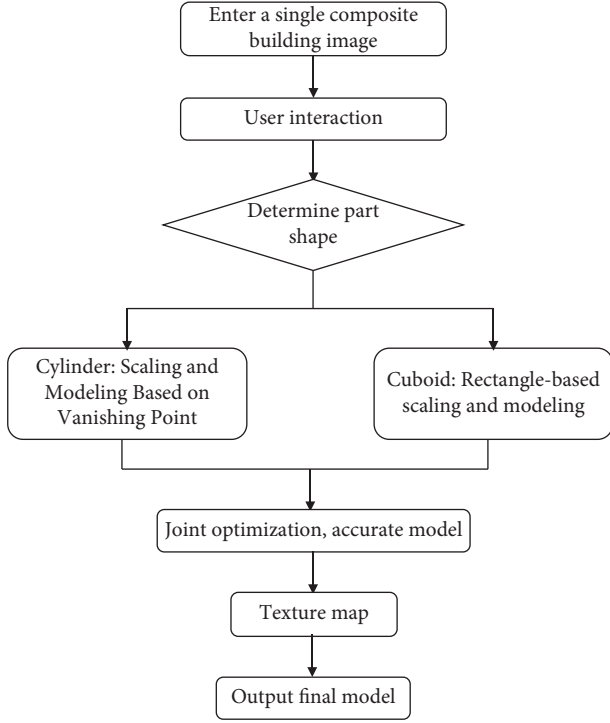 Enter a single composite
building image
User interaction
Determine part
shape
Cylinder: Scaling and
Modeling Based on
Vanishing Point
Cuboid: Rectangle-based
scaling and modeling
Joint optimization, accurate model
Texture map
Output final model